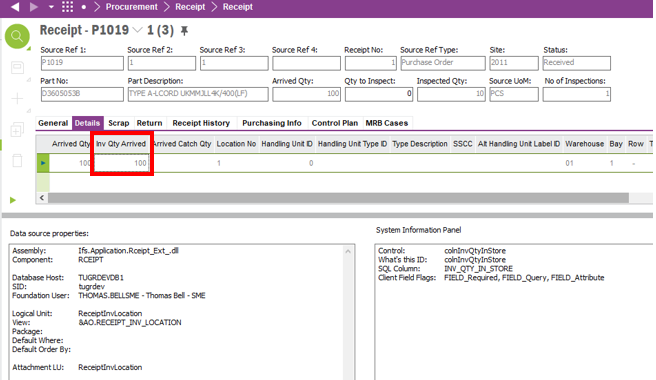 Procurement ▸ Receipt ▸ Receipt
Receipt - P1019 1 (3)
Source Ref 1: Source Ref 2: Source Ref 3: Source Ref 4: Receipt No: Source Ref Type: Site: Status:
P1019 1 1 1 Purchase Order 2011 Received
Part No: Part Description: Arrived Qty: Qty to Inspect: Inspected Qty: Source UoM: No of Inspections:
D3605053B TYPE A-LCORD UKMMJLL4K/400(LF) 100 0 10 PCS 1
General Details Scrap Return Receipt History Purchasing Info Control Plan MRB Cases
Arrived Qty Inv Qty Arrived Arrived Catch Qty Location No Handling Unit ID Handling Unit Type ID Type Description SSCC Alt Handling Unit Label ID Warehouse Bay Row T
100 100 1 0 01 1 -
Data source properties:
System Information Panel
Assembly: Ifs.Application.Rceipt_Ext_.dll
Component: RCEIPT
Database Host: TUGRDEVDB1
SID: tugrdev
Foundation User: THOMAS.BELLSME - Thomas Bell - SME
Logical Unit: ReceiptInvLocation
View: &AO.RECEIPT_INV_LOCATION
Package:
Default Where:
Default Order By:
Attachment LU: ReceiptInvLocation
Control: colnInvQtyInStore
What's this ID: colnInvQtyInStore
SQL Column: INV_QTY_IN_STORE
Client Field Flags: FIELD_Required, FIELD_Query, FIELD_Attribute